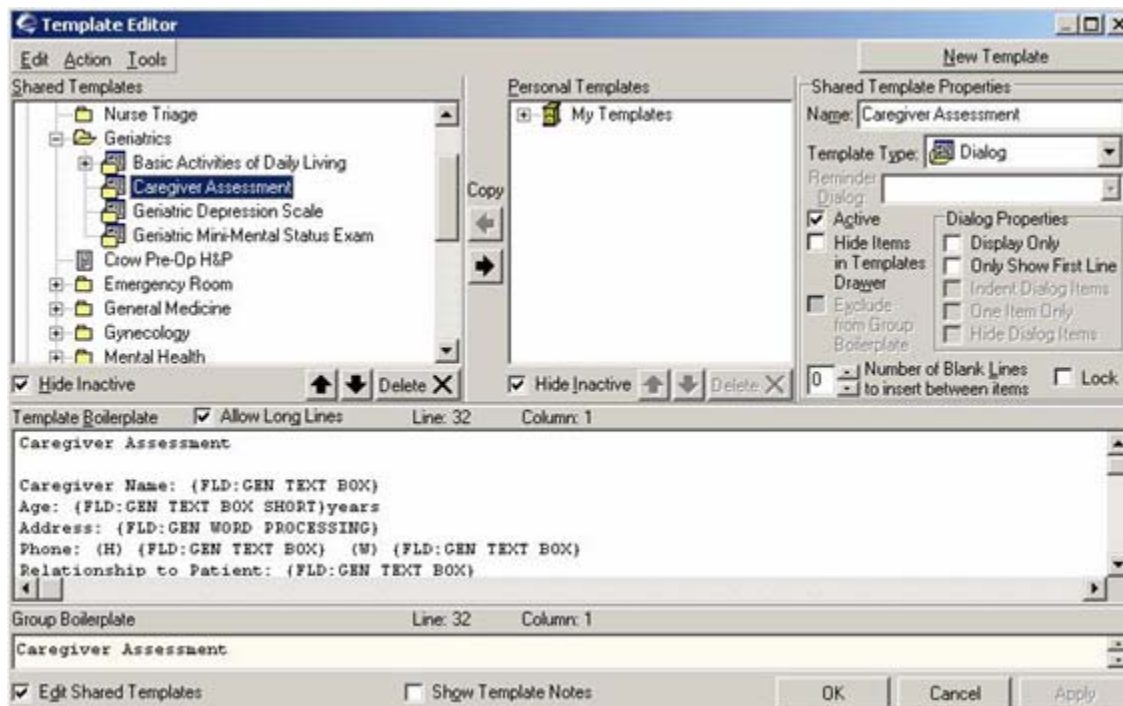 Template Editor
Edit Action Tools
New Template
Shared Templates
Nurse Triage
Geriatrics
Basic Activities of Daily Living
Caregiver Assessment
Geriatric Depression Scale
Geriatric Mini-Mental Status Exam
Crow Pre-Op H&P
Emergency Room
General Medicine
Gynecology
Mental Health
Hide Inactive
Delete
Copy
Personal Templates
My Templates
Hide Inactive
Delete
Shared Template Properties
Name: Caregiver Assessment
Template Type: Dialog
Reminder
Dialog:
Active
Hide Items
in Templates
Drawer
Exclude
from Group
Boilerplate
Dialog Properties
Display Only
Only Show First Line
Indent Dialog Items
One Item Only
Hide Dialog Items
0 Number of Blank Lines
to insert between items
Lock
Template Boilerplate Allow Long Lines Line: 32 Column: 1
Caregiver Assessment
Caregiver Name: {FLD:GEN TEXT BOX}
Age: {FLD:GEN TEXT BOX SHORT}years
Address: {FLD:GEN WORD PROCESSING}
Phone: (H) {FLD:GEN TEXT BOX} (W) {FLD:GEN TEXT BOX}
Relationship to Patient: {FLD:GEN TEXT BOX}
Group Boilerplate Line: 32 Column: 1
Caregiver Assessment
Edit Shared Templates Show Template Notes OK Cancel Apply